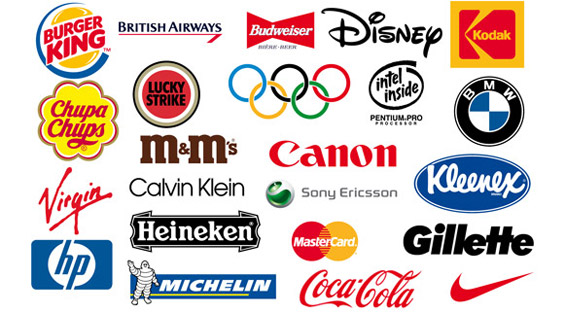 BURGER
KING™
BRITISH AIRWAYS
Budweiser
BIÈRE · BEER
Disney
Kodak
Chupa
Chups
LUCKY
STRIKE
intel
inside
PENTIUM·PRO
PROCESSOR
BMW
m&m's
Canon
Virgin
Calvin Klein
Sony Ericsson
Kleenex
hp
Heineken
MasterCard
Gillette
MICHELIN
Coca-Cola